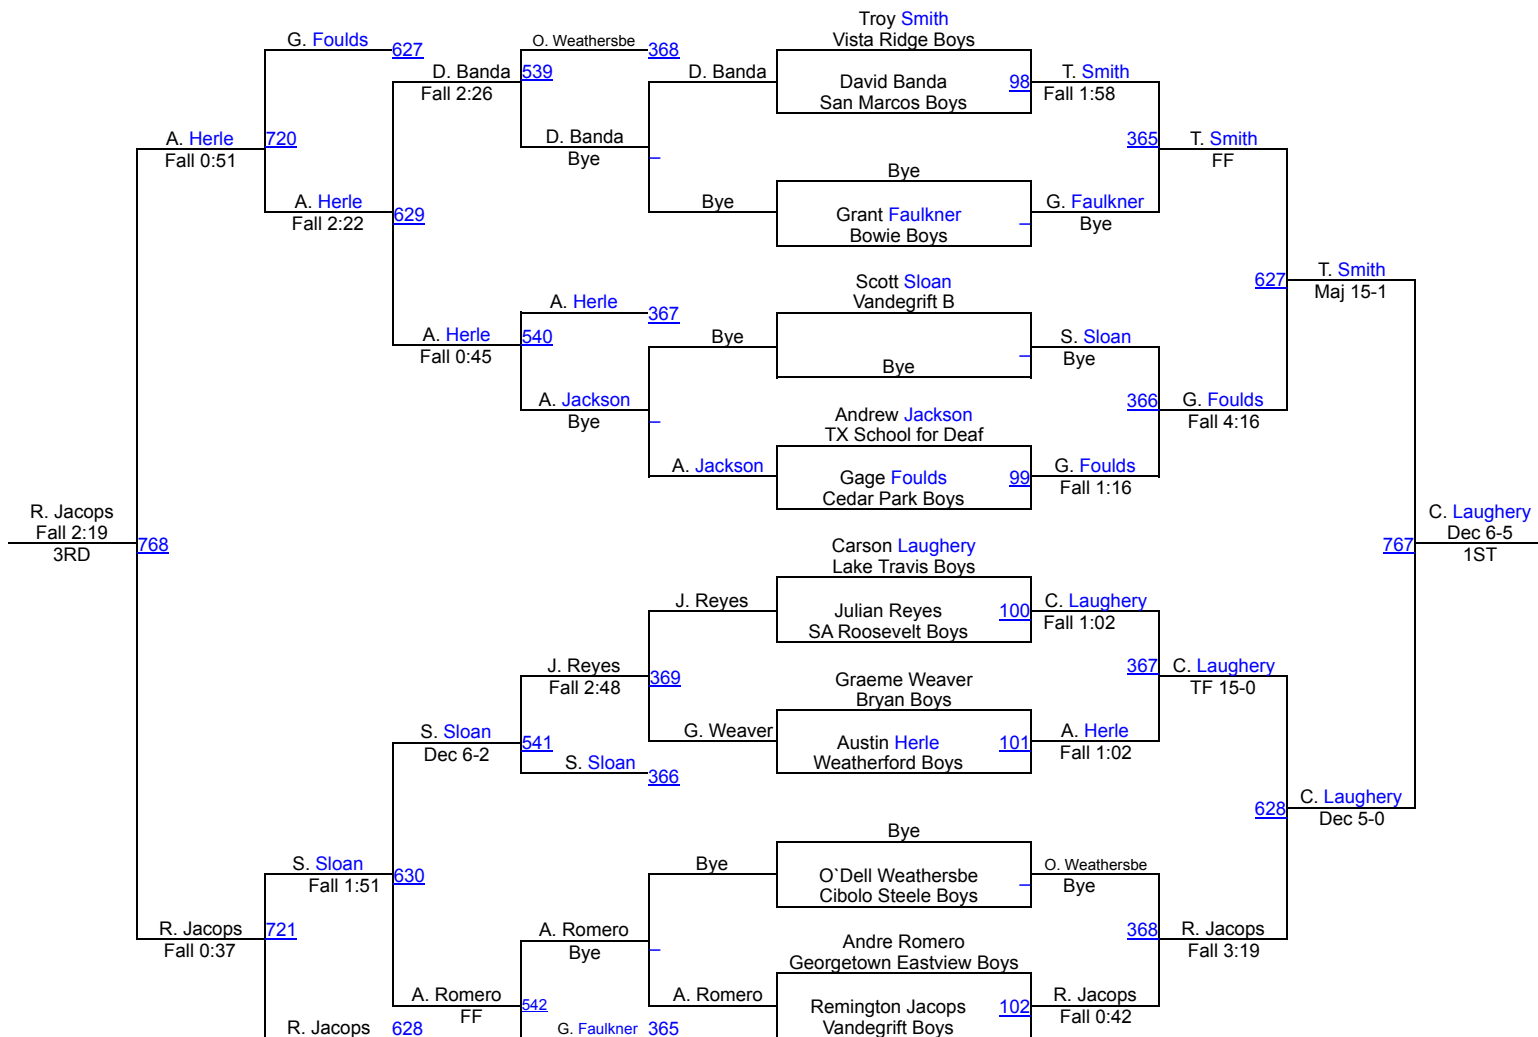 Troy Smith
G. Foulds 627 O. Weathersbe 368 Vista Ridge Boys
D. Banda 539 D. Banda David Banda 98 T. Smith
Fall 2:26 San Marcos Boys Fall 1:58
A. Herle 720 D. Banda 365 T. Smith
Fall 0:51 Bye FF
Bye
A. Herle 629 Bye Grant Faulkner G. Faulkner
Fall 2:22 Bowie Boys Bye
Scott Sloan 627 T. Smith
A. Herle 367 Vandegrift B Maj 15-1
A. Herle 540 Bye S. Sloan
Fall 0:45 Bye Bye
A. Jackson Andrew Jackson 366 G. Foulds
Bye TX School for Deaf Fall 4:16
A. Jackson Gage Foulds 99 G. Foulds
Cedar Park Boys Fall 1:16
R. Jacops C. Laughery
Fall 2:19 Dec 6-5
3RD 768 Carson Laughery 767 1ST
Lake Travis Boys
J. Reyes Julian Reyes 100 C. Laughery
SA Roosevelt Boys Fall 1:02
J. Reyes 369 Graeme Weaver 367 C. Laughery
Fall 2:48 Bryan Boys TF 15-0
S. Sloan 541 G. Weaver Austin Herle 101 A. Herle
Dec 6-2 Weatherford Boys Fall 1:02
S. Sloan 366
628 C. Laughery
Bye Dec 5-0
S. Sloan 630 Bye O`Dell Weathersbe O. Weathersbe
Fall 1:51 Cibolo Steele Boys Bye
R. Jacops 721 A. Romero Andre Romero 368 R. Jacops
Fall 0:37 Bye Georgetown Eastview Boys Fall 3:19
A. Romero 542 A. Romero Remington Jacops 102 R. Jacops
FF Vandegrift Boys Fall 0:42
R. Jacops 628 G. Faulkner 365